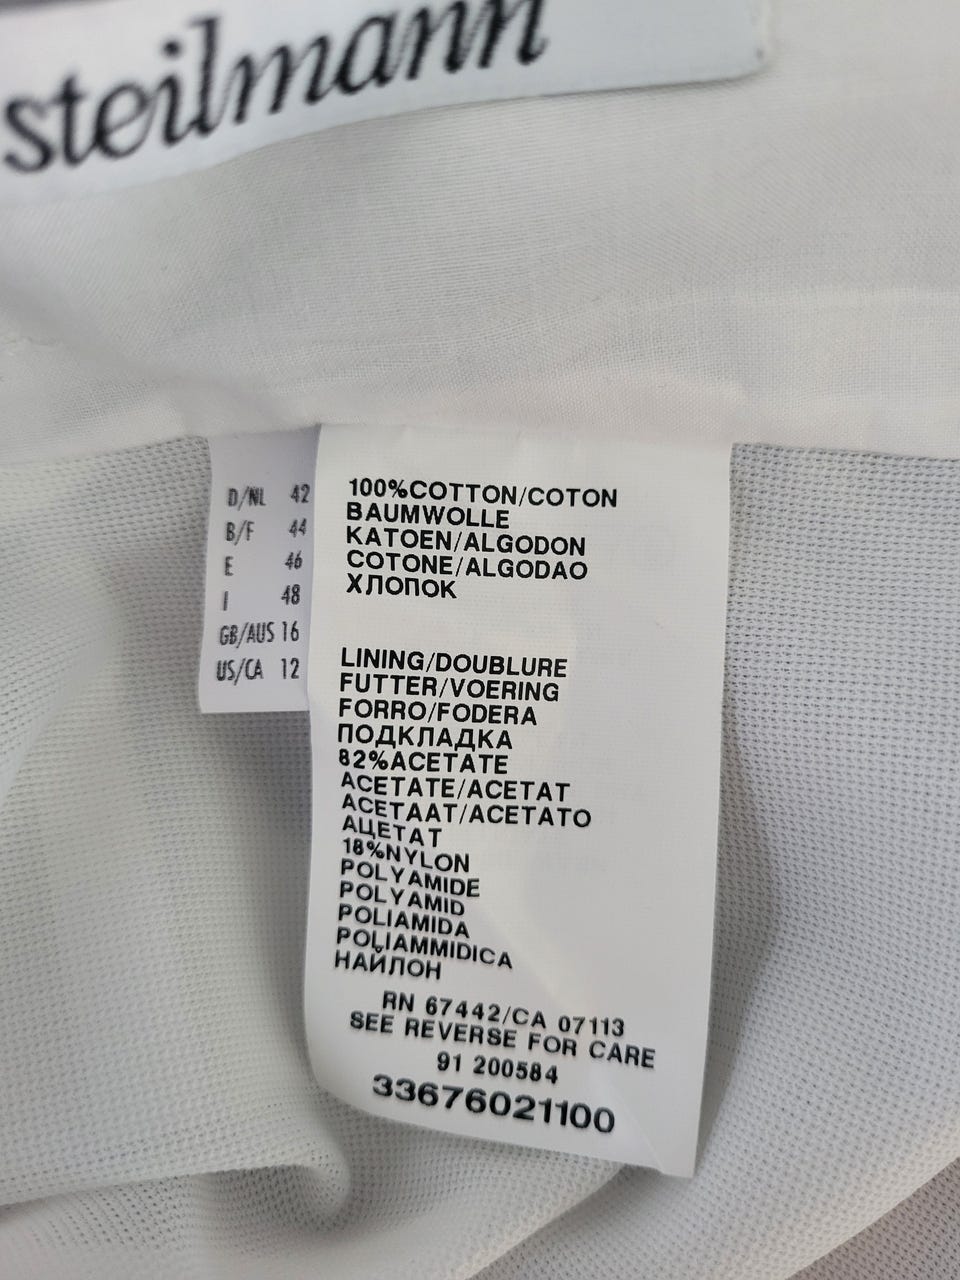 steilmann
D/NL 42
B/F 44
E 46
I 48
GB/AUS 16
US/CA 12
100%COTTON/COTON
BAUMWOLLE
KATOEN/ALGODON
COTONE/ALGODAO
ХЛОПОК
LINING/DOUBLURE
FUTTER/VOERING
FORRO/FODERA
ПОДКЛАДКА
82%ACETATE
ACETATE/ACETAT
ACETAAT/ACETATO
АЦЕТАТ
18%NYLON
POLYAMIDE
POLYAMID
POLIAMIDA
POLIAMMIDICA
НАЙЛОН
RN 67442/CA 07113
SEE REVERSE FOR CARE
91 200584
33676021100